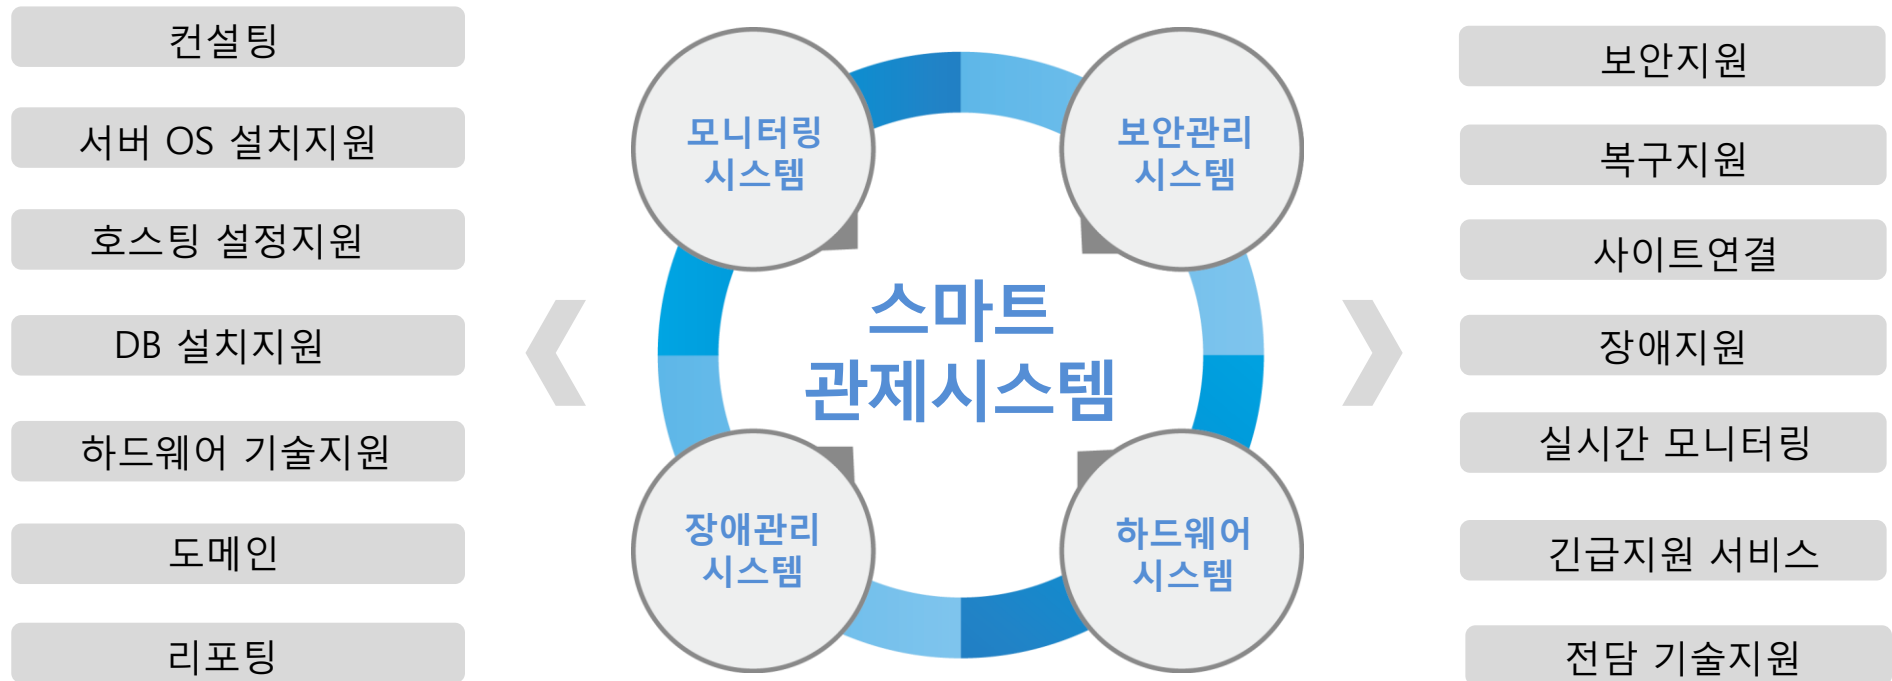 컨설팅
서버 OS 설치지원
호스팅 설정지원
DB 설치지원
하드웨어 기술지원
도메인
리포팅
모니터링
시스템
보안관리
시스템
스마트
관제시스템
장애관리
시스템
하드웨어
시스템
보안지원
복구지원
사이트연결
장애지원
실시간 모니터링
긴급지원 서비스
전담 기술지원